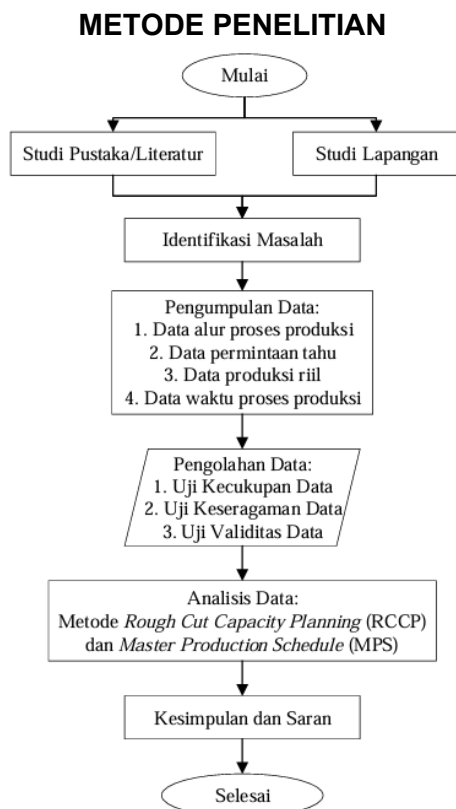 METODE PENELITIAN
Mulai
Studi Pustaka/Literatur
Studi Lapangan
Identifikasi Masalah
Pengumpulan Data:
1. Data alur proses produksi
2. Data permintaan tahu
3. Data produksi riil
4. Data waktu proses produksi
Pengolahan Data:
1. Uji Kecukupan Data
2. Uji Keseragaman Data
3. Uji Validitas Data
Analisis Data:
Metode Rough Cut Capacity Planning (RCCP)
dan Master Production Schedule (MPS)
Kesimpulan dan Saran
Selesai